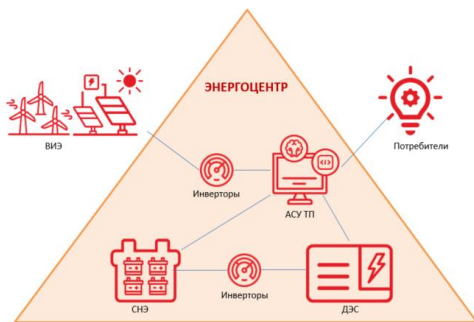 ЭНЕРГОЦЕНТР
ВИЭ
Потребители
Инверторы
АСУ ТП
СНЭ
Инверторы
ДЭС